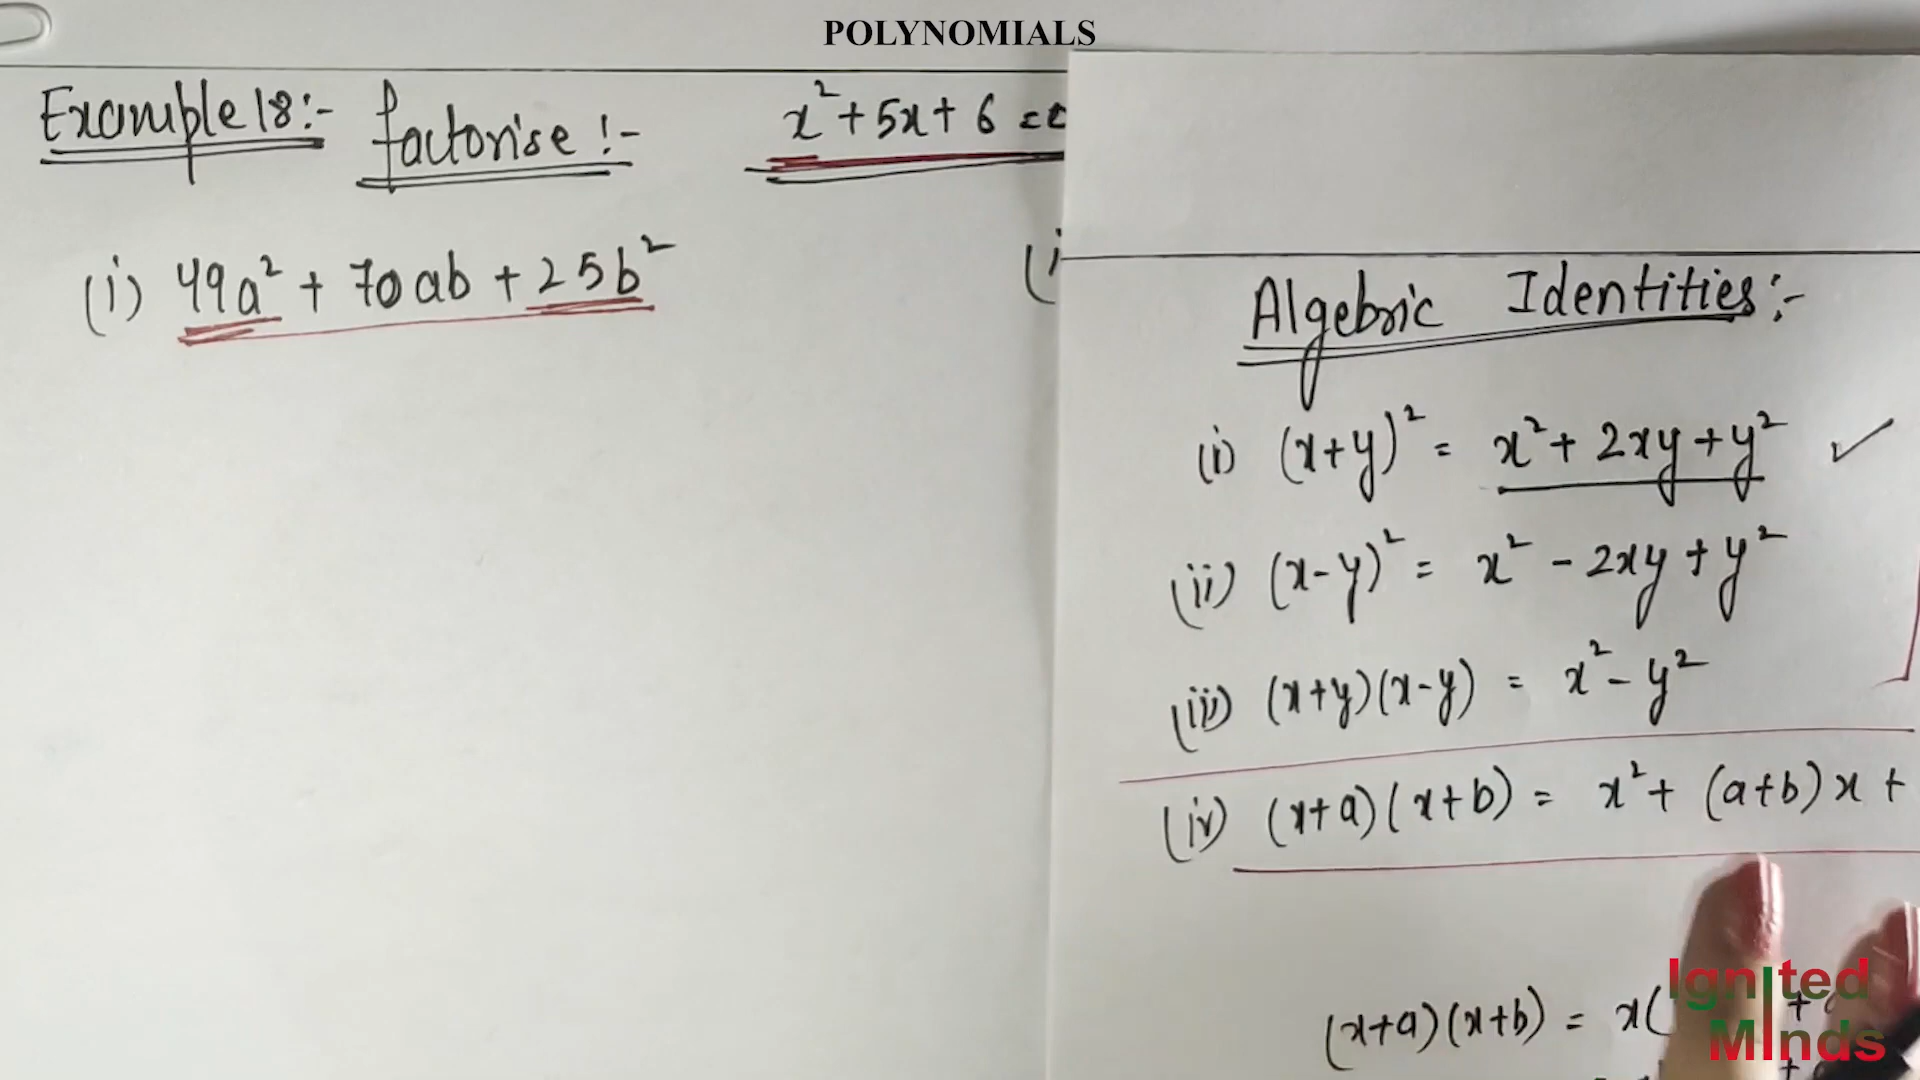 POLYNOMIALS
Example 18:- factorise:- x² + 5x + 6 =
(i) 49a² + 70ab + 25b²
Algebric Identities:-
(i) (x+y)² = x² + 2xy + y² ✓
(ii) (x-y)² = x² - 2xy + y²
(iii) (x+y)(x-y) = x² - y²
(iv) (x+a)(x+b) = x² + (a+b)x +
(x+a)(x+b) = x( +
Ignited
Minds